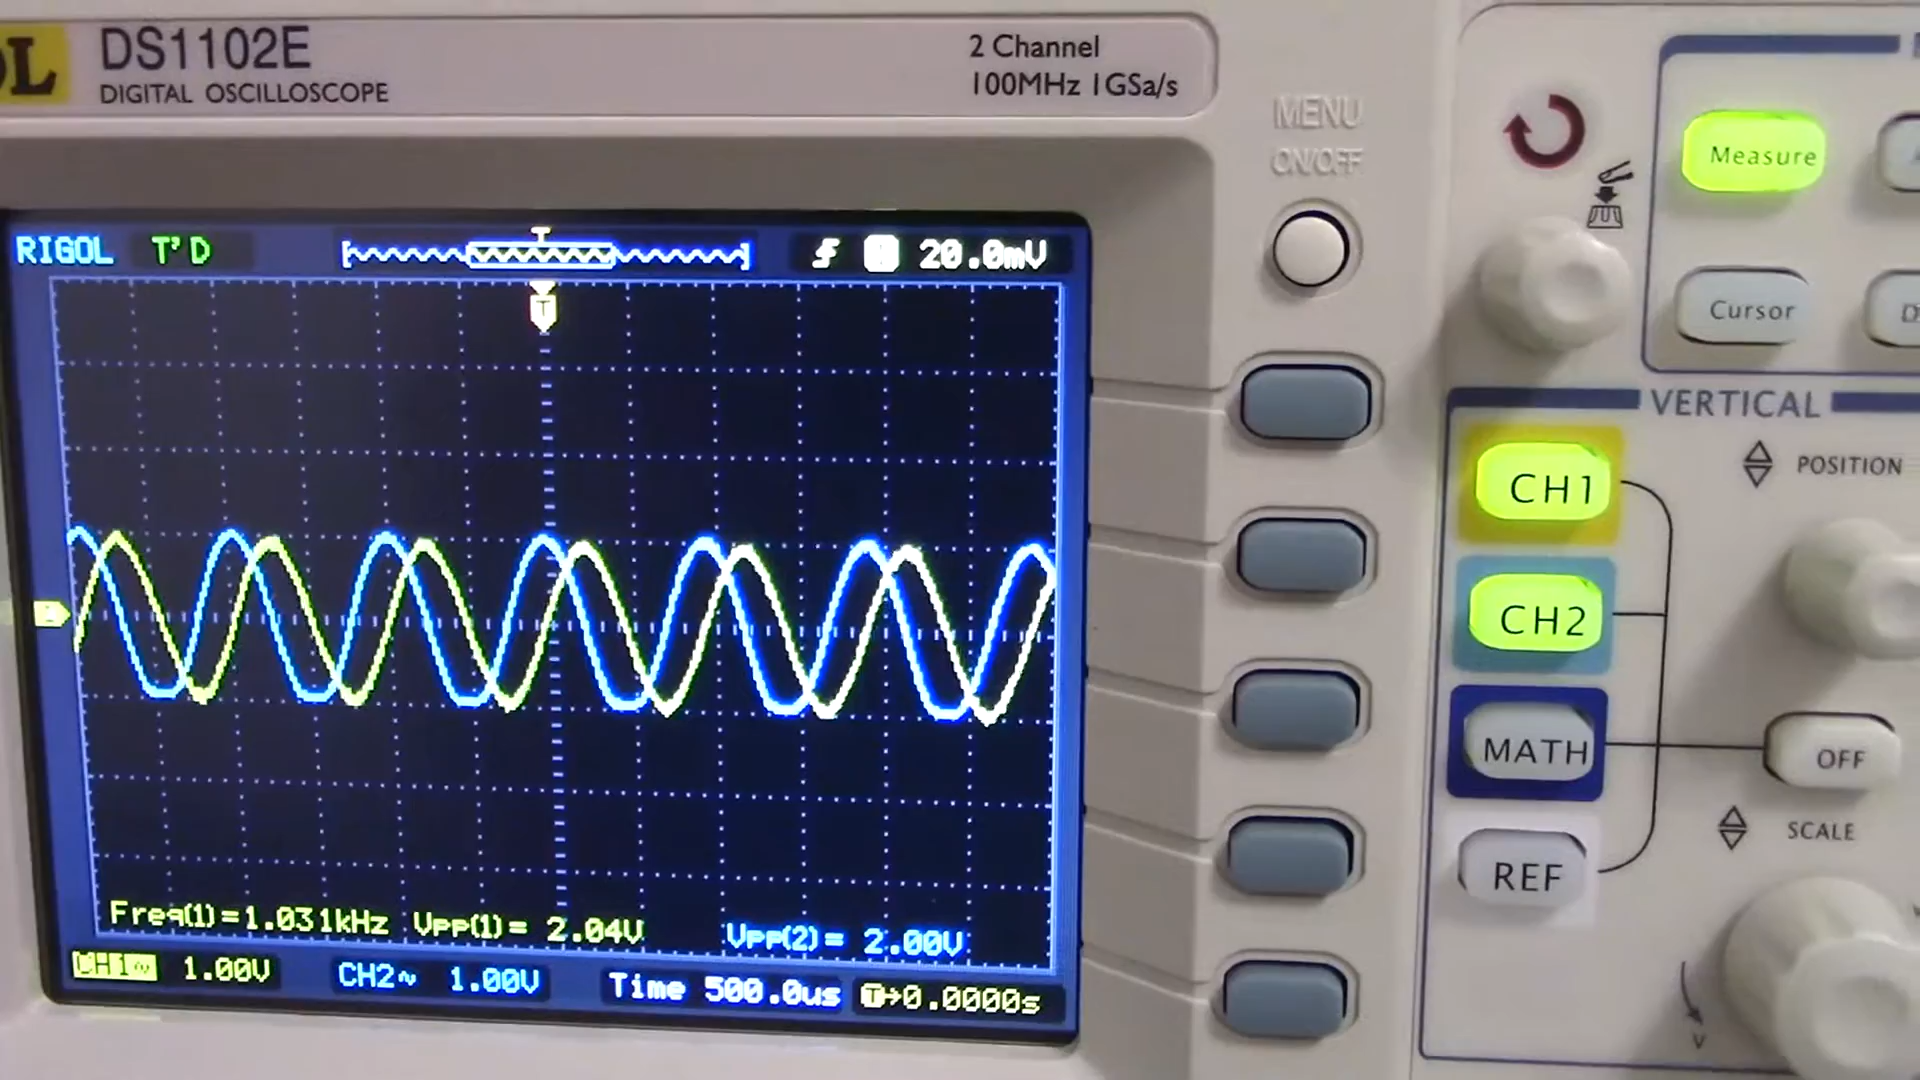 OL DS1102E
DIGITAL OSCILLOSCOPE
2 Channel
100MHz 1GSa/s
MENU
ON/OFF
Measure
Cursor
RIGOL T'D
T
20.0mV
T
VERTICAL
CH1
POSITION
CH2
MATH
OFF
SCALE
REF
V
Freq(1)=1.031kHz Vpp(1)= 2.04V Vpp(2)= 2.00V
CH1~ 1.00V CH2~ 1.00V Time 500.0us T→0.0000s